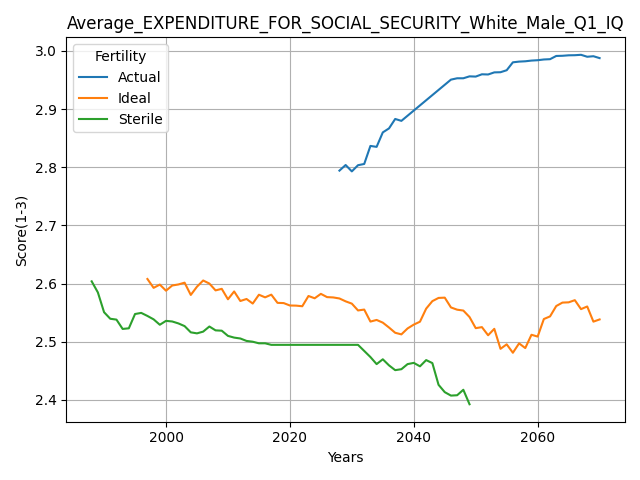 Average_EXPENDITURE_FOR_SOCIAL_SECURITY_White_Male_Q1_IQ
Fertility
Actual
Ideal
Sterile
Score(1-3)
3.0
2.9
2.8
2.7
2.6
2.5
2.4
2000 2020 2040 2060
Years